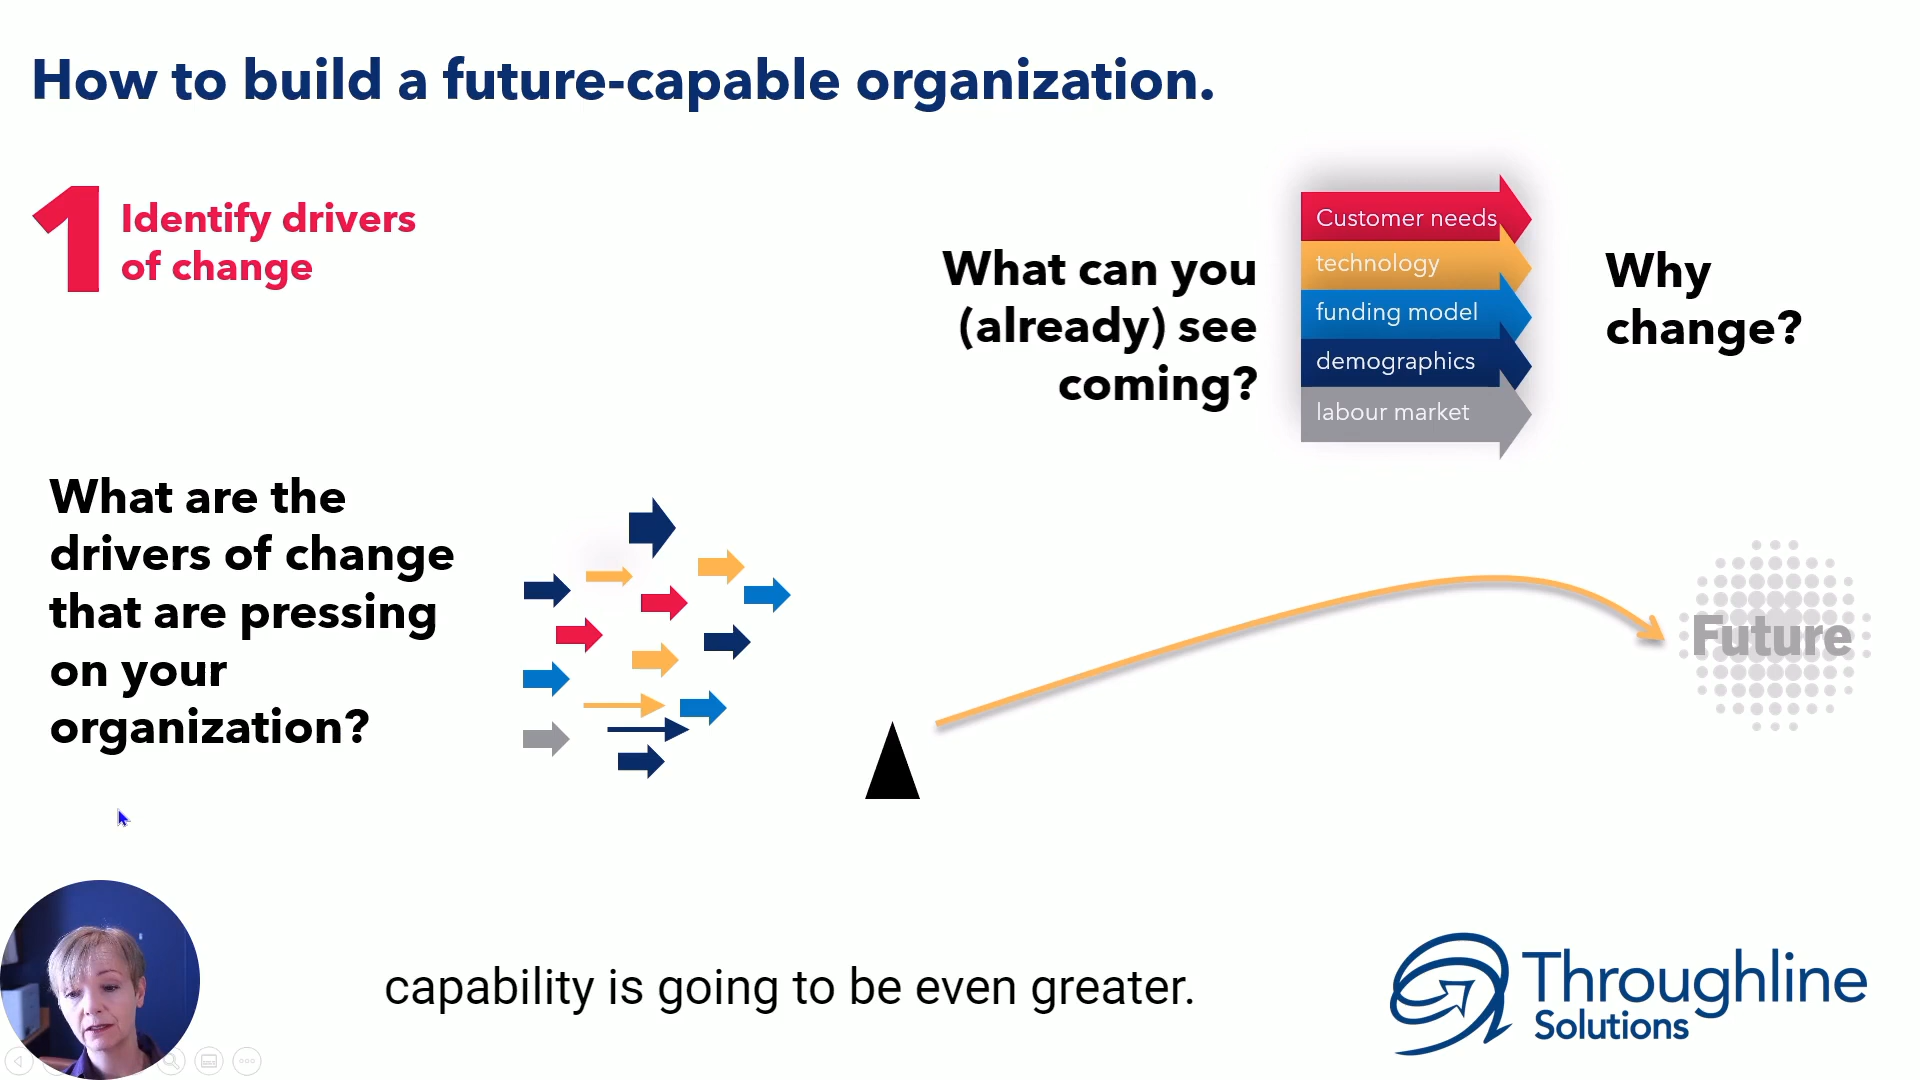 How to build a future-capable organization.
1
Identify drivers
of change
What can you
(already) see
coming?
Customer needs
technology
funding model
demographics
labour market
Why
change?
What are the
drivers of change
that are pressing
on your
organization?
Future
capability is going to be even greater.
Throughline
Solutions